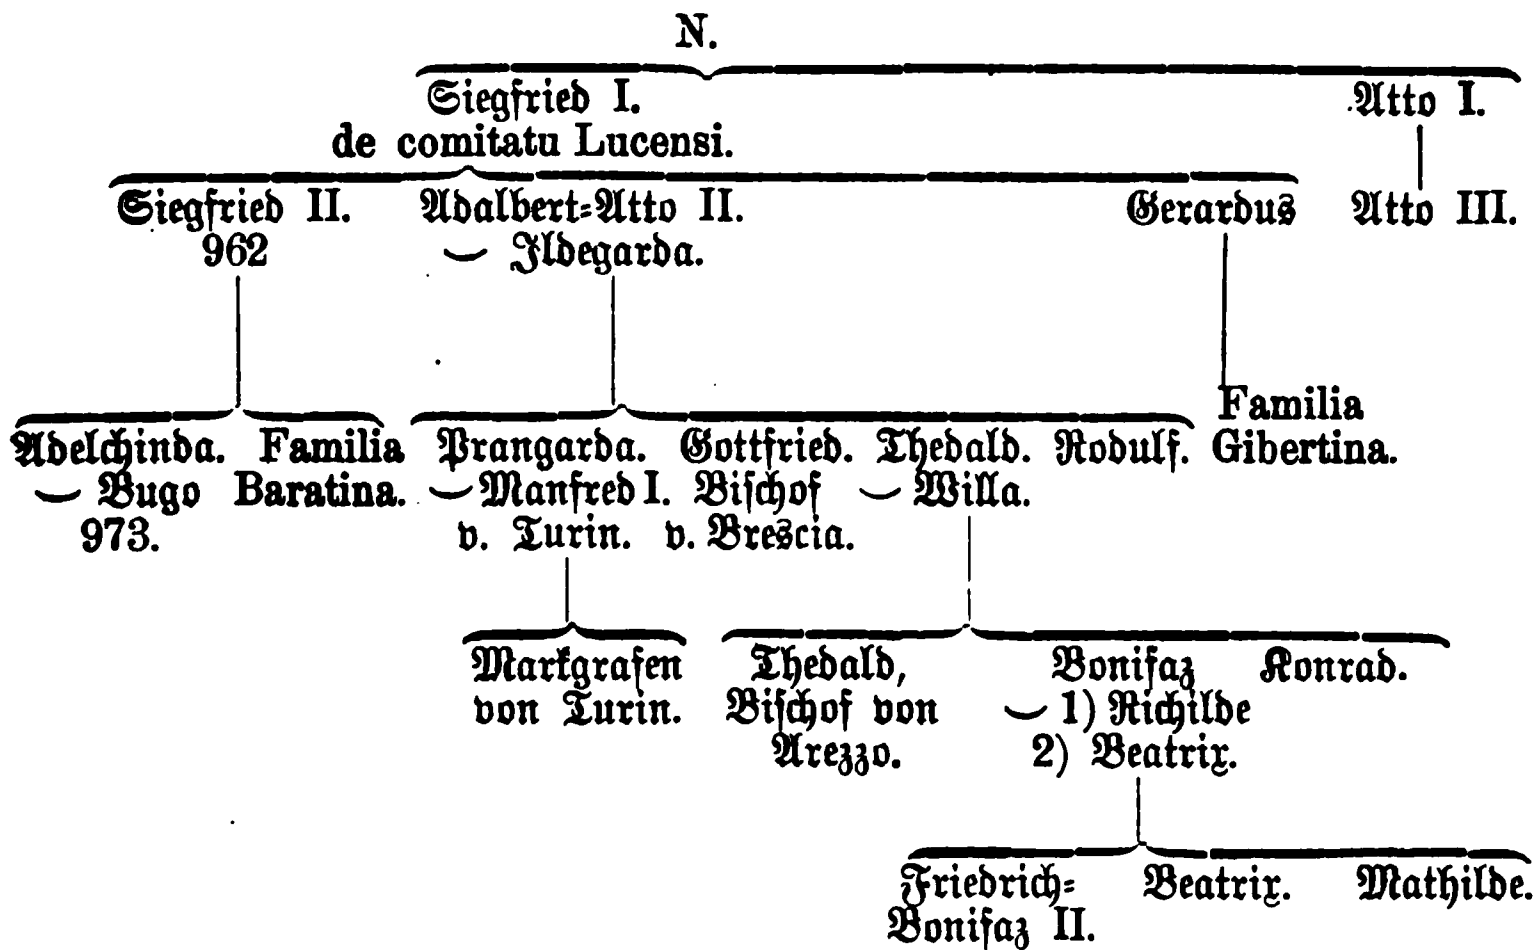 N.
Siegfried I. Atto I.
de comitatu Lucensi.
Siegfried II. Adalbert=Atto II. Gerardus Atto III.
962 ⌣ Ildegarda.
Familia
Adelchinda. Familia Prangarda. Gottfried. Thedald. Rodulf. Gibertina.
⌣ Bugo Baratina. ⌣ Manfred I. Bischof ⌣ Willa.
973. v. Turin. v. Brescia.
Markgrafen Thedald, Bonifaz Konrad.
von Turin. Bischof von ⌣ 1) Richilde
Arezzo. 2) Beatrix.
Friedrich= Beatrix. Mathilde.
Bonifaz II.